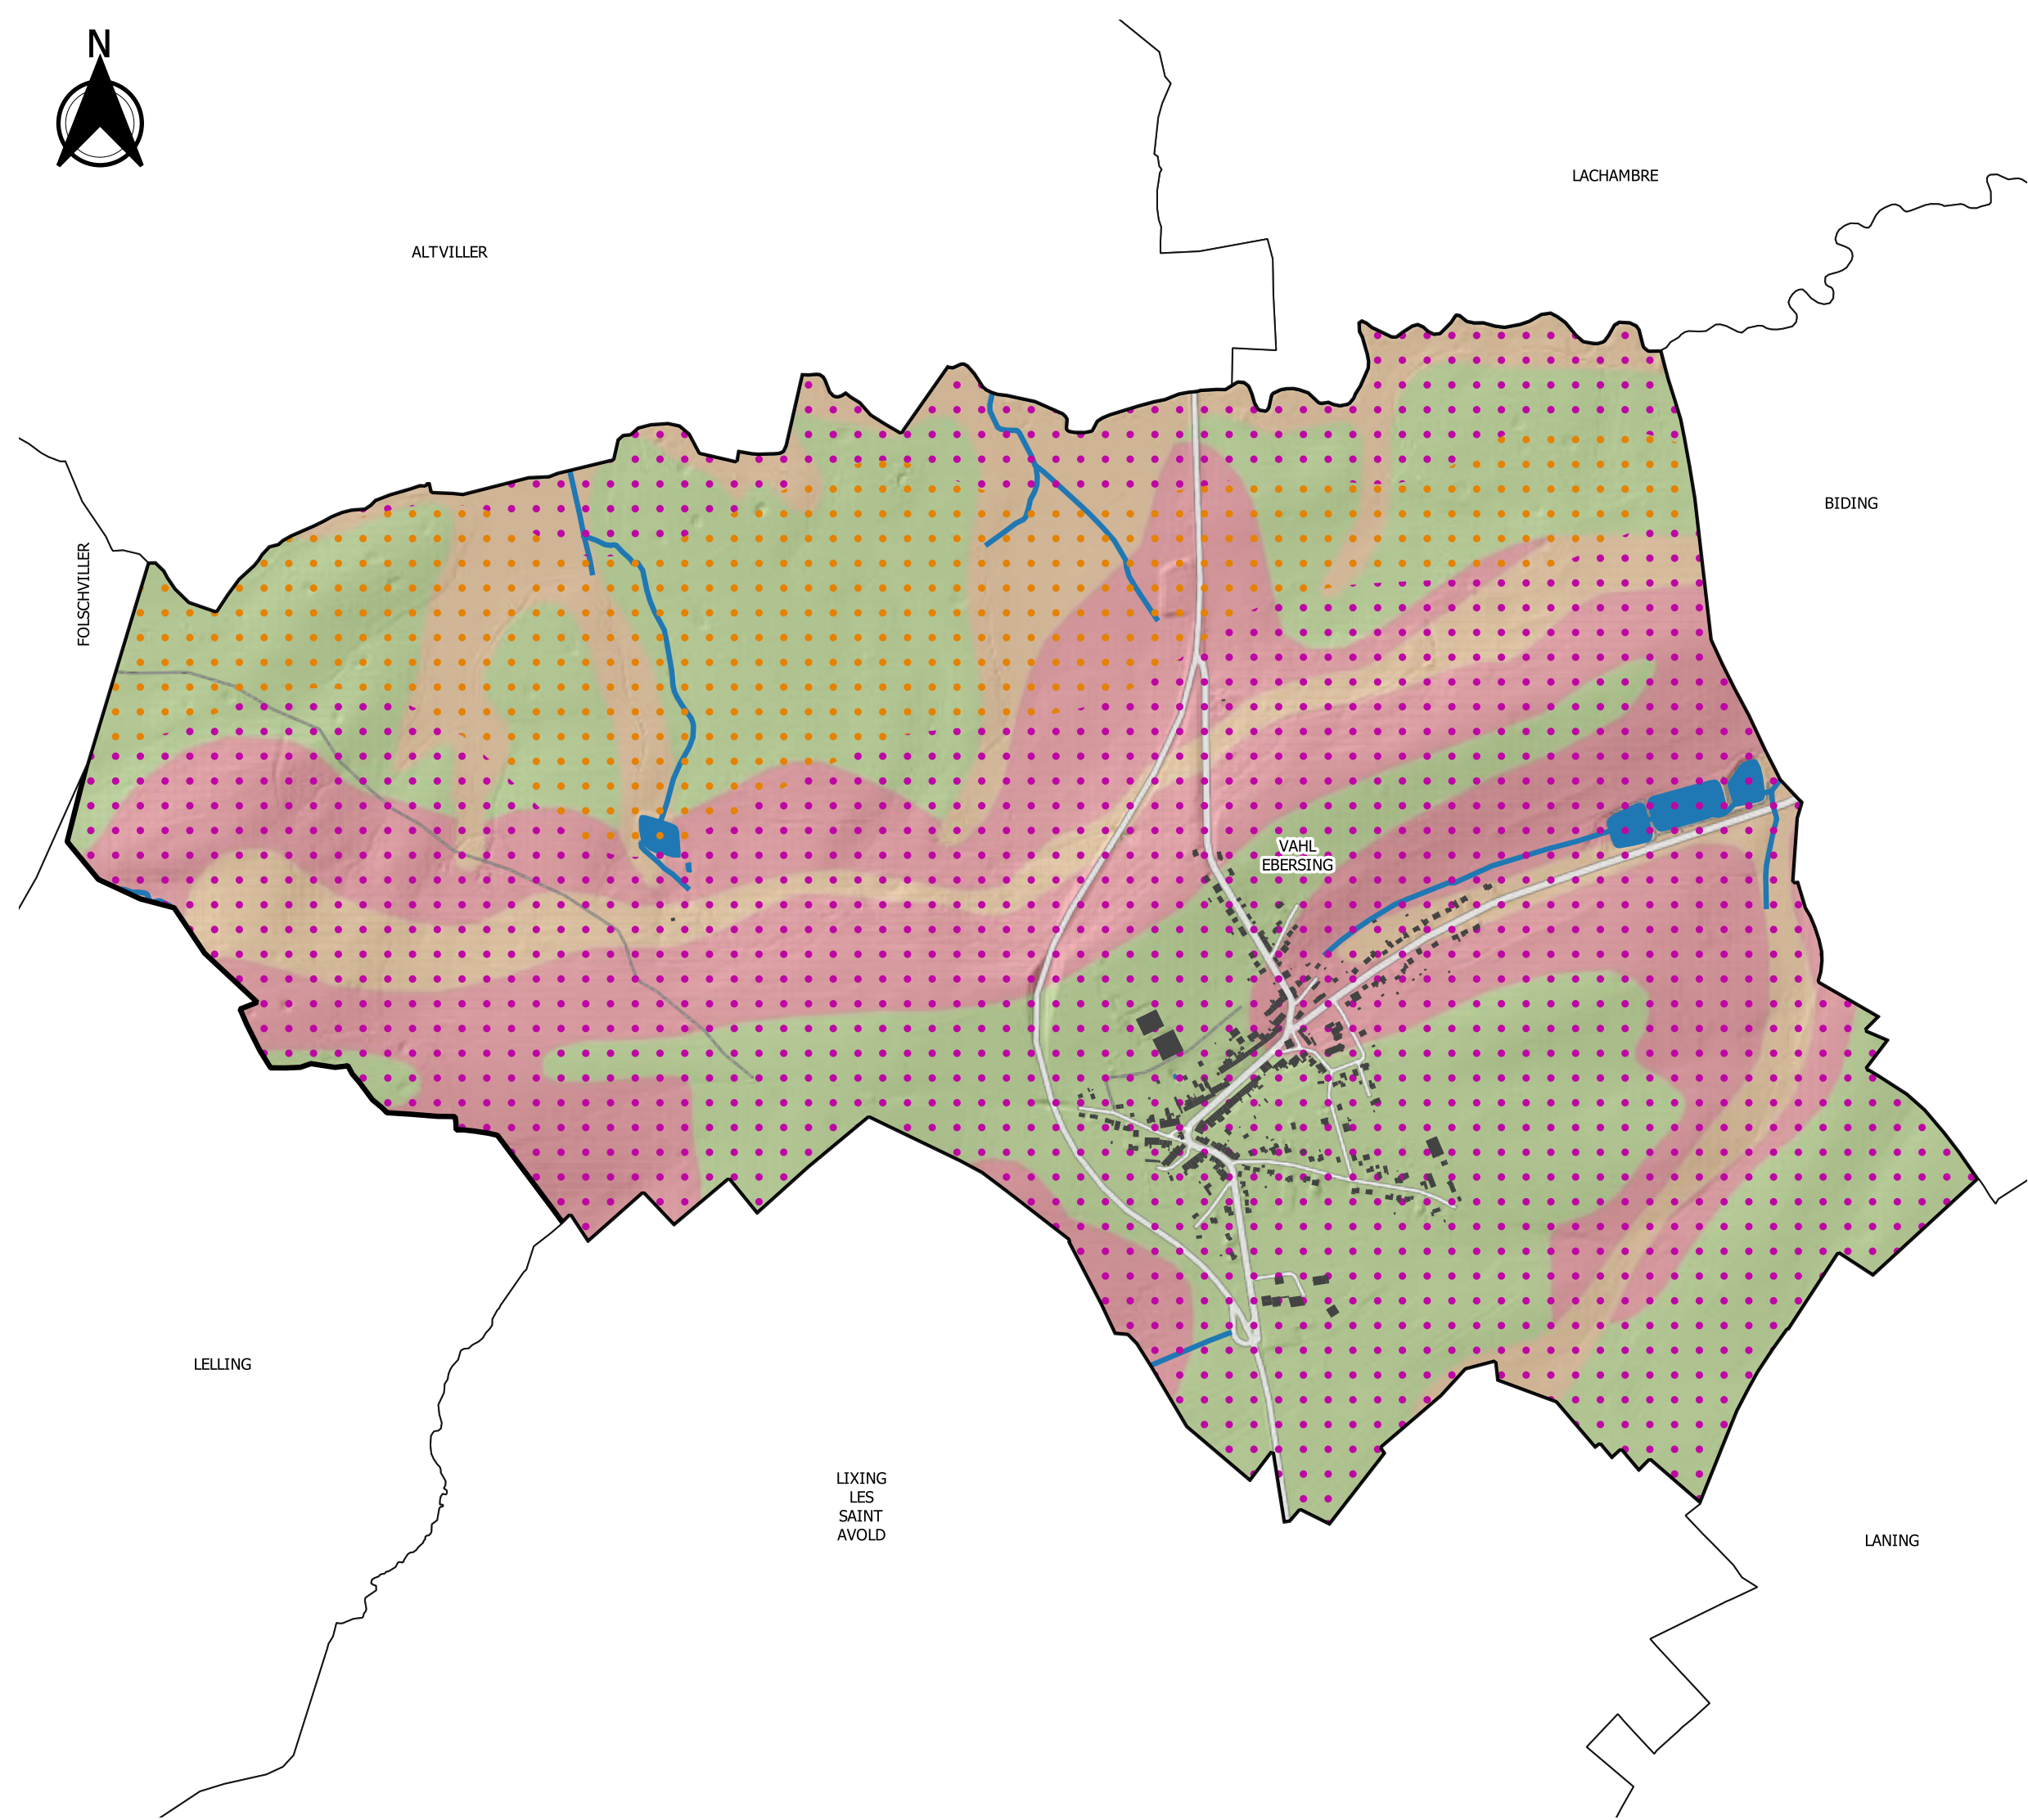 N
LACHAMBRE
ALTVILLER
BIDING
FOLSCHVILLER
VAHL
EBERSING
LELLING
LIXING
LES
SAINT
AVOLD
LANING